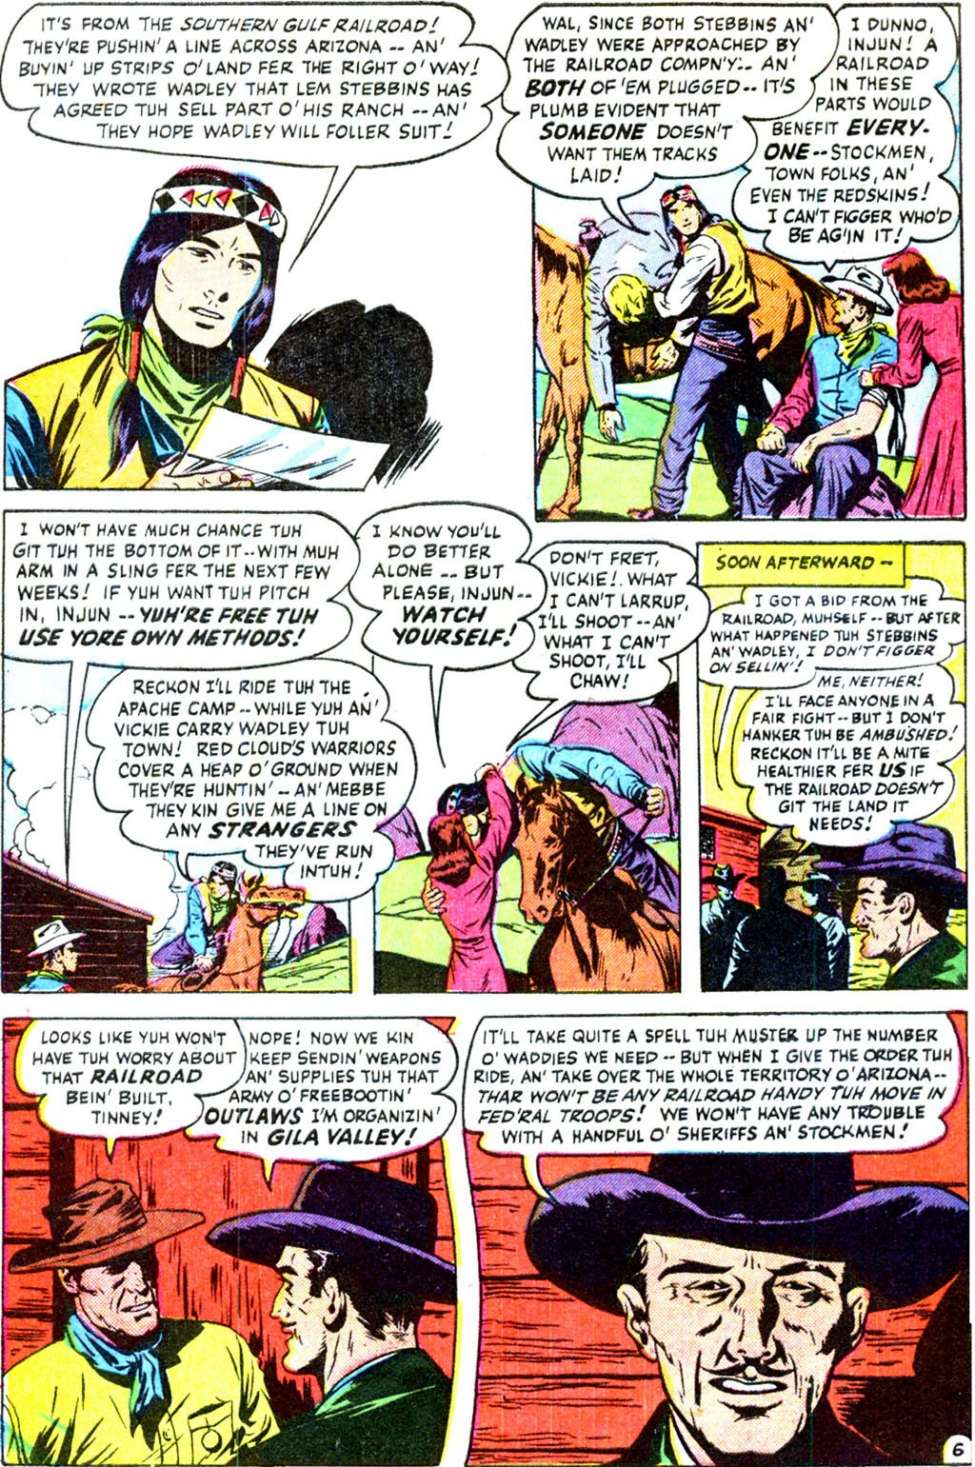 IT'S FROM THE SOUTHERN GULF RAILROAD!
THEY'RE PUSHIN' A LINE ACROSS ARIZONA -- AN'
BUYIN' UP STRIPS O' LAND FER THE RIGHT O' WAY!
THEY WROTE WADLEY THAT LEM STEBBINS HAS
AGREED TUH SELL PART O' HIS RANCH -- AN'
THEY HOPE WADLEY WILL FOLLER SUIT!
WAL, SINCE BOTH STEBBINS AN'
WADLEY WERE APPROACHED BY
THE RAILROAD COMPN'Y -- AN'
BOTH OF 'EM PLUGGED -- IT'S
PLUMB EVIDENT THAT
SOMEONE DOESN'T
WANT THEM TRACKS
LAID!
I DUNNO,
INJUN! A
RAILROAD
IN THESE
PARTS WOULD
BENEFIT EVERY-
ONE -- STOCKMEN,
TOWN FOLKS, AN'
EVEN THE REDSKINS!
I CAN'T FIGGER WHO'D
BE AG'IN IT!
I WON'T HAVE MUCH CHANCE TUH
GIT TUH THE BOTTOM OF IT -- WITH MUH
ARM IN A SLING FER THE NEXT FEW
WEEKS! IF YUH WANT TUH PITCH
IN, INJUN -- YUH'RE FREE TUH
USE YORE OWN METHODS!
RECKON I'LL RIDE TUH THE
APACHE CAMP -- WHILE YUH AN'
VICKIE CARRY WADLEY TUH
TOWN! RED CLOUD'S WARRIORS
COVER A HEAP O' GROUND WHEN
THEY'RE HUNTIN' -- AN' MEBBE
THEY KIN GIVE ME A LINE ON
ANY STRANGERS
THEY'VE RUN
INTUH!
I KNOW YOU'LL
DO BETTER
ALONE -- BUT
PLEASE, INJUN --
WATCH
YOURSELF!
DON'T FRET,
VICKIE! WHAT
I CAN'T LARRUP,
I'LL SHOOT -- AN'
WHAT I CAN'T
SHOOT, I'LL
CHAW!
SOON AFTERWARD --
I GOT A BID FROM THE
RAILROAD, MUHSELF -- BUT AFTER
WHAT HAPPENED TUH STEBBINS
AN' WADLEY, I DON'T FIGGER
ON SELLIN'!
ME, NEITHER!
I'LL FACE ANYONE IN A
FAIR FIGHT -- BUT I DON'T
HANKER TUH BE AMBUSHED!
RECKON IT'LL BE A MITE
HEALTHIER FER US IF
THE RAILROAD DOESN'T
GIT THE LAND IT
NEEDS!
LOOKS LIKE YUH WON'T
HAVE TUH WORRY ABOUT
THAT RAILROAD
BEIN' BUILT,
TINNEY!
NOPE! NOW WE KIN
KEEP SENDIN' WEAPONS
AN' SUPPLIES TUH THAT
ARMY O' FREEBOOTIN'
OUTLAWS I'M ORGANIZIN'
IN GILA VALLEY!
IT'LL TAKE QUITE A SPELL TUH MUSTER UP THE NUMBER
O' WADDIES WE NEED -- BUT WHEN I GIVE THE ORDER TUH
RIDE, AN' TAKE OVER THE WHOLE TERRITORY O' ARIZONA --
THAR WON'T BE ANY RAILROAD HANDY TUH MOVE IN
FED'RAL TROOPS! WE WON'T HAVE ANY TROUBLE
WITH A HANDFUL O' SHERIFFS AN' STOCKMEN!
6